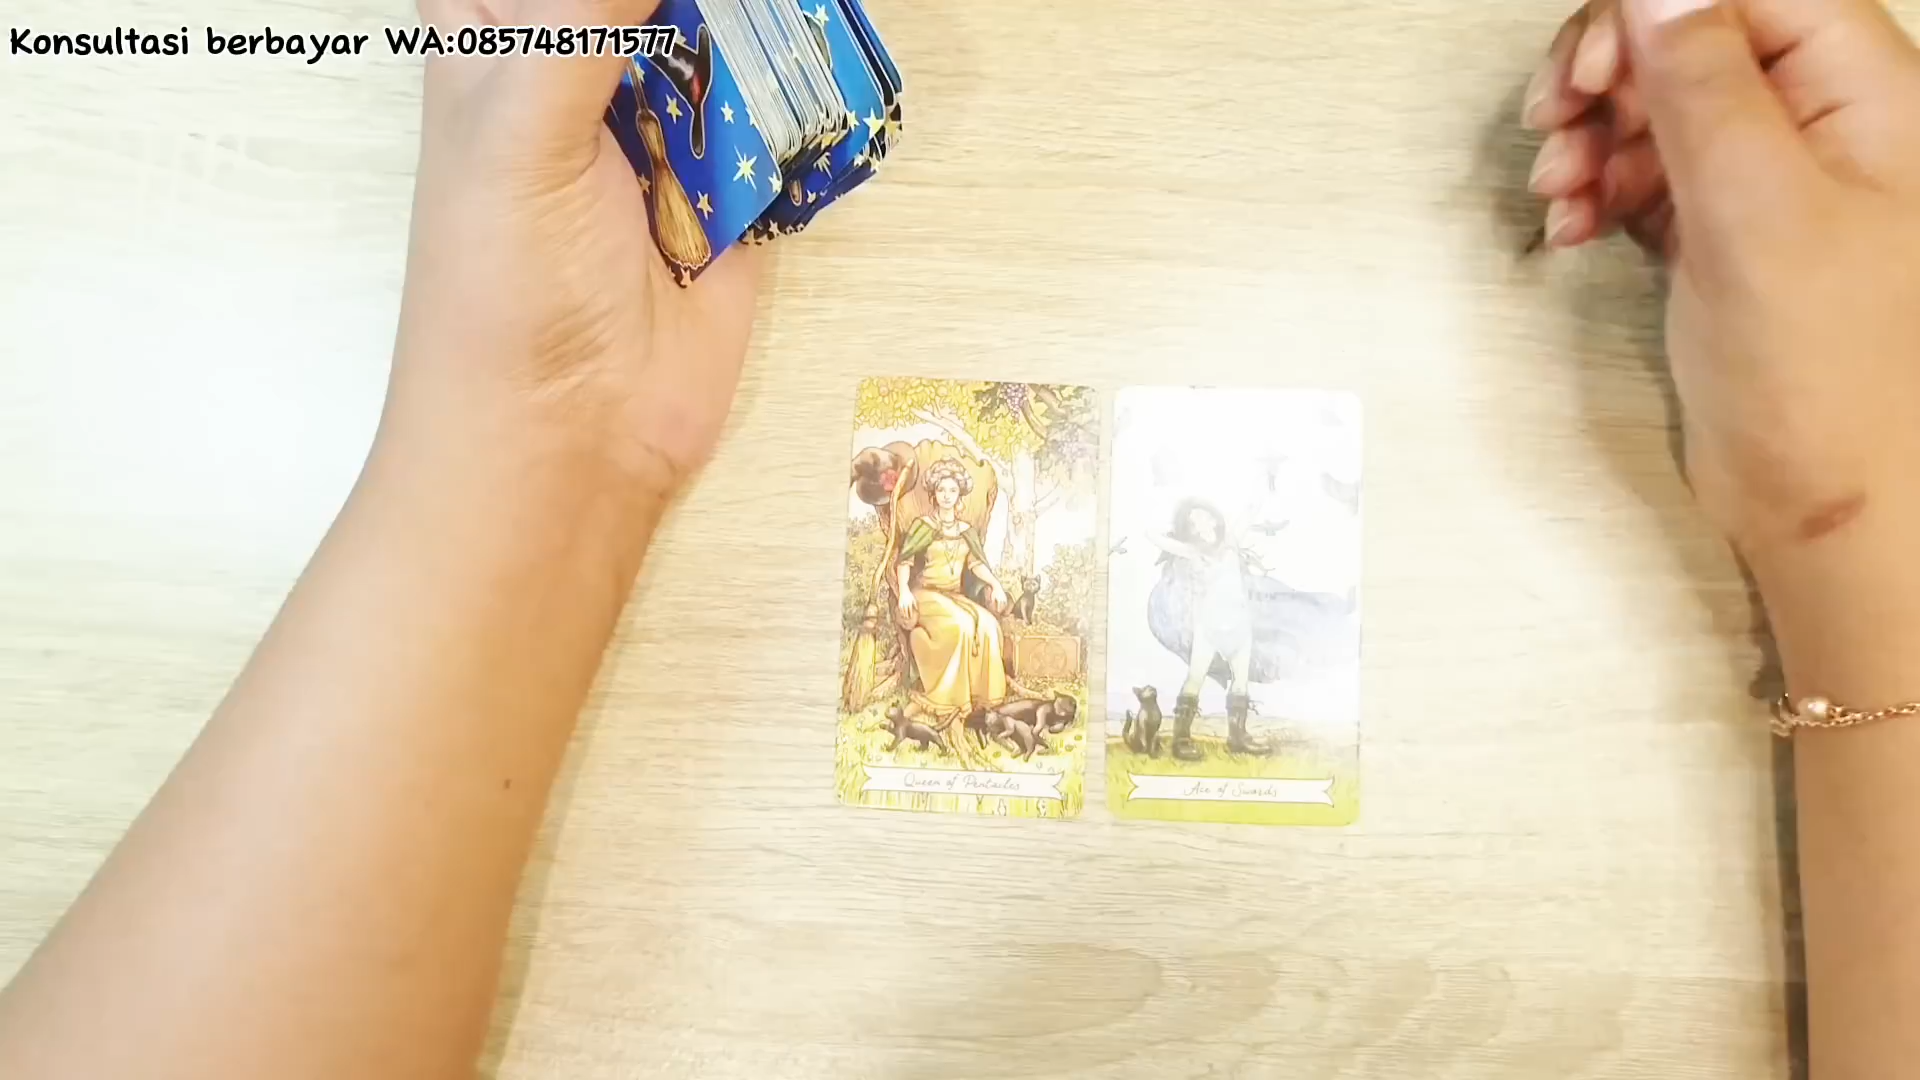 Konsultasi berbayar WA:085748171577
Queen of Pentacles
Ace of Swords